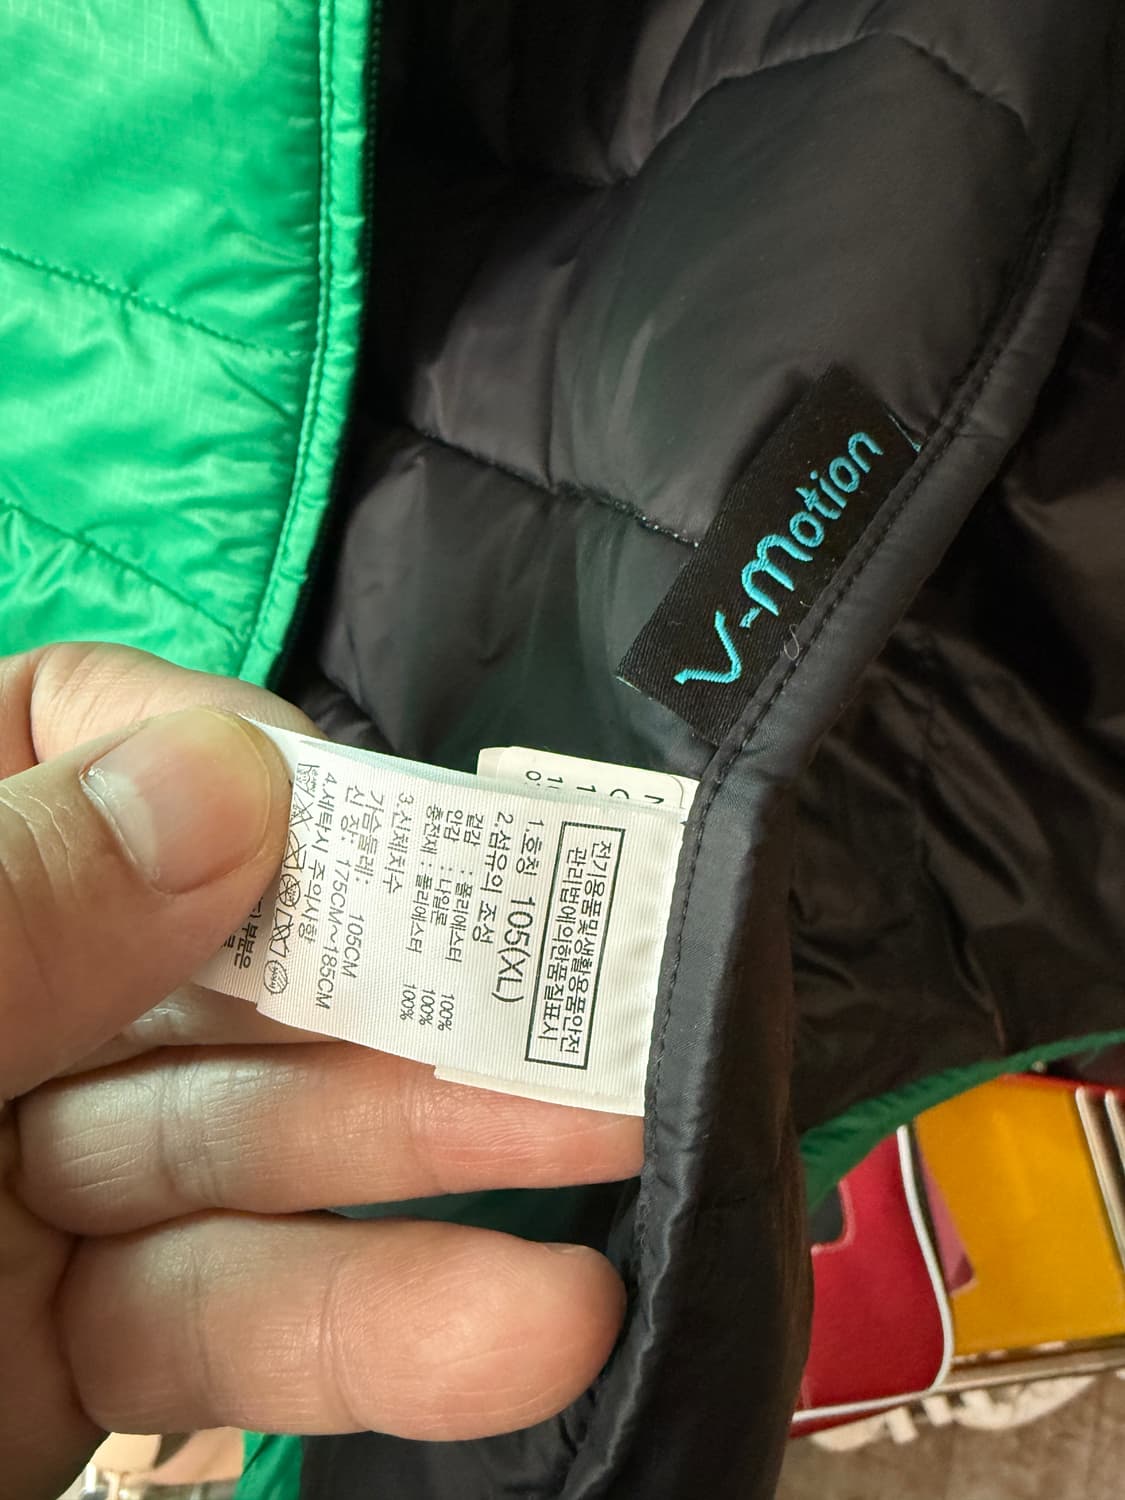 V-Motion
전기용품및생활용품안전
관리법에의한품질표시
1.호칭 105(XL)
2.섬유의 조성
겉감 : 폴리에스터 100%
안감 : 나일론 100%
충전재 : 폴리에스터 100%
3.신체치수
가슴둘레: 105CM
신 장: 175CM~185CM
4.세탁시 주의사항
부분은